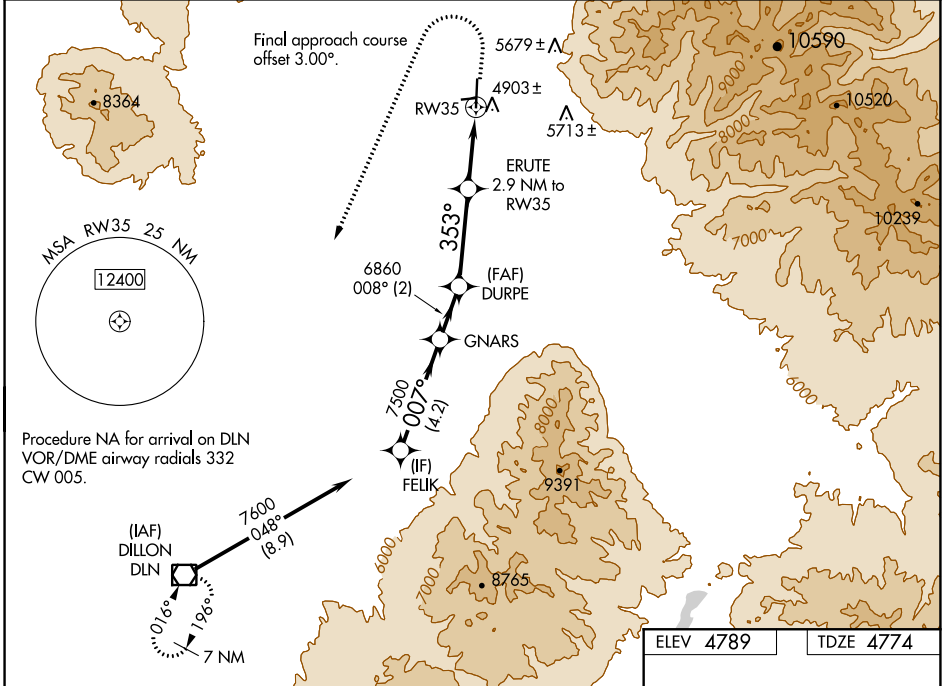 Final approach course
offset 3.00°.
5679±
10590
9000
8364
4903±
RW35
10520
5713±
8000
ERUTE
2.9 NM to
RW35
10239
MSA RW35 25 NM
353°
7000
12400
6860
008° (2)
(FAF)
DURPE
GNARS
6000
7500
007°
(4.2)
8000
Procedure NA for arrival on DLN
VOR/DME airway radials 332
CW 005.
(IF)
FELIK
9391
7600
048°
(8.9)
(IAF)
DILLON
DLN
6000
7000
8765
016°
196°
7 NM
ELEV 4789
TDZE 4774